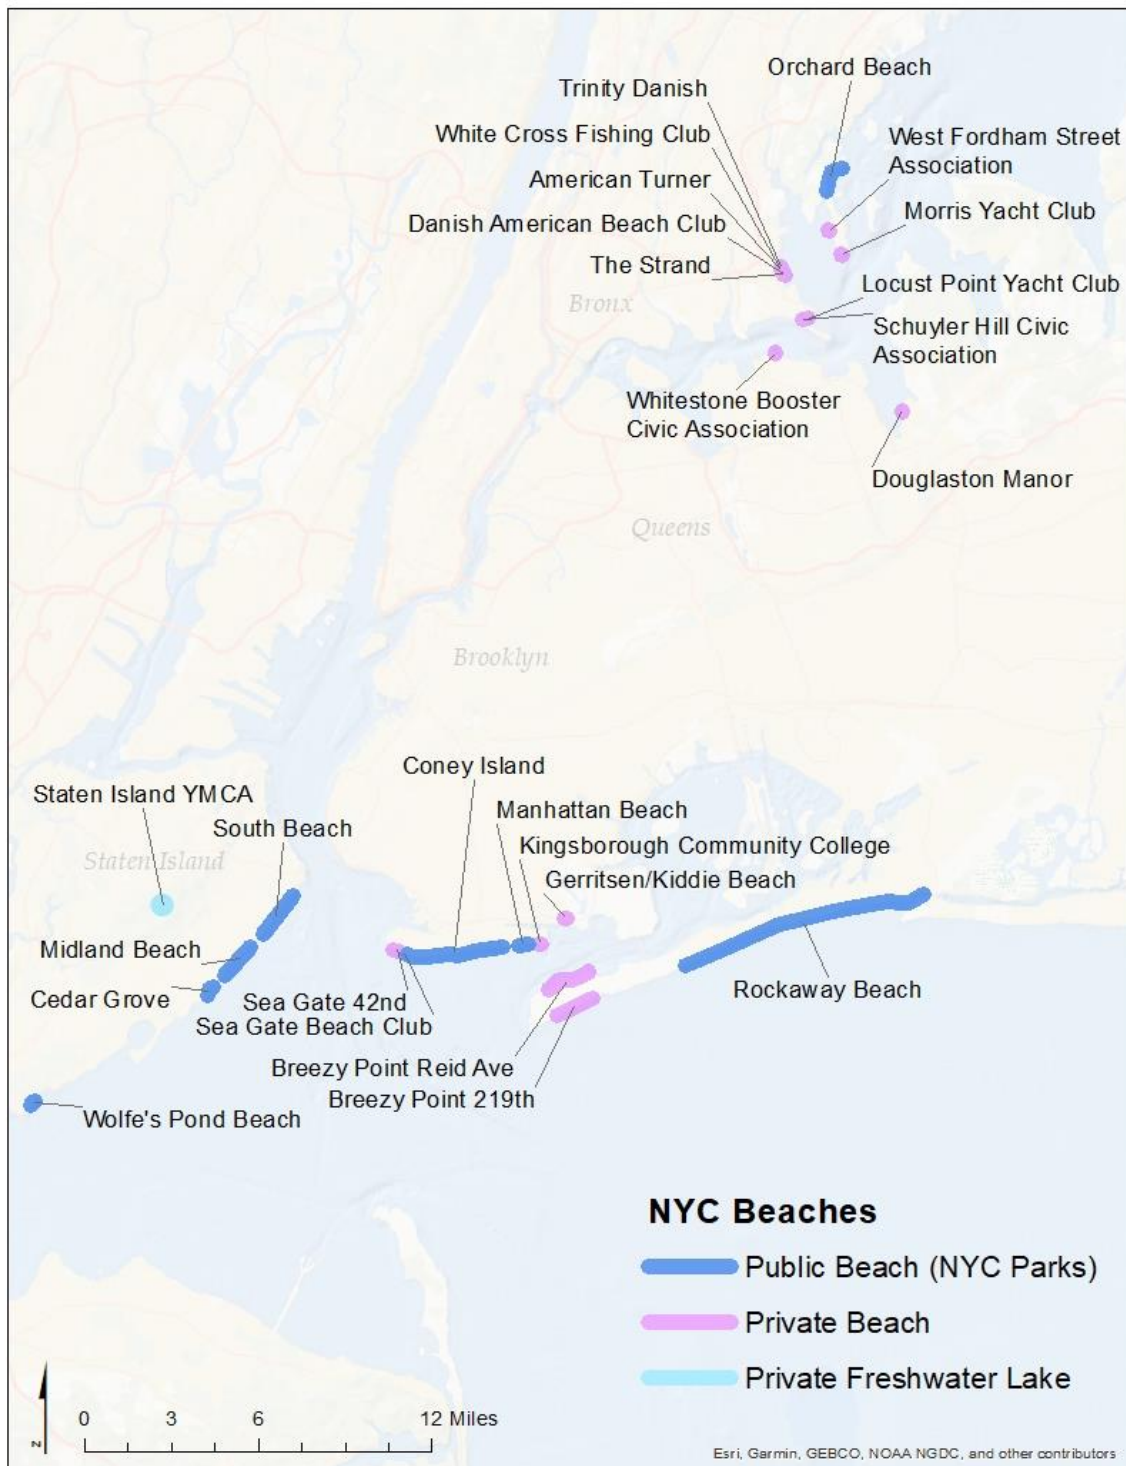 Orchard Beach
Trinity Danish
White Cross Fishing Club
West Fordham Street
Association
American Turner
Morris Yacht Club
Danish American Beach Club
The Strand
Locust Point Yacht Club
Bronx
Schuyler Hill Civic
Association
Whitestone Booster
Civic Association
Douglaston Manor
Queens
Brooklyn
Coney Island
Staten Island YMCA
Manhattan Beach
South Beach
Kingsborough Community College
Staten Island
Gerritsen/Kiddie Beach
Midland Beach
Rockaway Beach
Cedar Grove
Sea Gate 42nd
Sea Gate Beach Club
Breezy Point Reid Ave
Breezy Point 219th
Wolfe's Pond Beach
NYC Beaches
Public Beach (NYC Parks)
Private Beach
Private Freshwater Lake
0 3 6 12 Miles
N
Esri, Garmin, GEBCO, NOAA NGDC, and other contributors